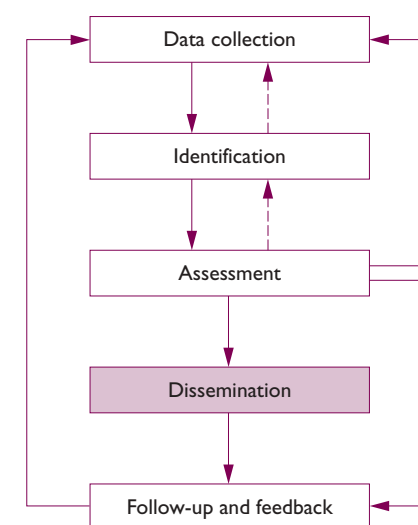 Data collection
Identification
Assessment
Dissemination
Follow-up and feedback